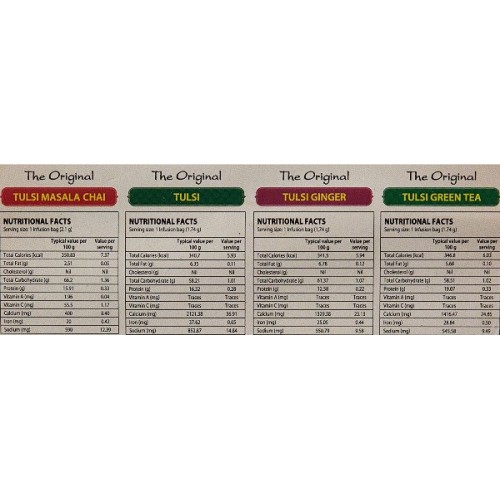 The Original
TULSI MASALA CHAI
NUTRITIONAL FACTS
Serving size: 1 Infusion bag (2.1 g)
Typical value per 100 g Value per serving
Total Calories (kcal) 350.83 7.37
Total Fat (g) 2.51 0.05
Cholesterol (g) Nil Nil
Total Carbohydrate (g) 66.2 1.36
Protein (g) 15.91 0.33
Vitamin A (mg) 1.96 0.04
Vitamin C (mg) 55.5 1.17
Calcium (mg) 400 8.40
Iron (mg) 20 0.43
Sodium (mg) 590 12.39
The Original
TULSI
NUTRITIONAL FACTS
Serving size: 1 Infusion bag (1.74 g)
Typical value per 100 g Value per serving
Total Calories (kcal) 340.7 5.93
Total Fat (g) 6.35 0.11
Cholesterol (g) Nil Nil
Total Carbohydrate (g) 58.21 1.01
Protein (g) 16.32 0.28
Vitamin A (mg) Traces Traces
Vitamin C (mg) Traces Traces
Calcium (mg) 2121.38 36.91
Iron (mg) 37.62 0.65
Sodium (mg) 852.87 14.84
The Original
TULSI GINGER
NUTRITIONAL FACTS
Serving size: 1 Infusion bag (1.74 g)
Typical value per 100 g Value per serving
Total Calories (kcal) 341.3 5.94
Total Fat (g) 6.78 0.12
Cholesterol (g) Nil Nil
Total Carbohydrate (g) 61.37 1.07
Protein (g) 12.58 0.22
Vitamin A (mg) Traces Traces
Vitamin C (mg) Traces Traces
Calcium (mg) 1329.58 23.13
Iron (mg) 25.05 0.44
Sodium (mg) 550.79 9.58
The Original
TULSI GREEN TEA
NUTRITIONAL FACTS
Serving size: 1 Infusion bag (1.74 g)
Typical value per 100 g Value per serving
Total Calories (kcal) 346.8 6.03
Total Fat (g) 5.60 0.10
Cholesterol (g) Nil Nil
Total Carbohydrate (g) 58.51 1.02
Protein (g) 19.07 0.33
Vitamin A (mg) Traces Traces
Vitamin C (mg) Traces Traces
Calcium (mg) 1416.47 24.65
Iron (mg) 28.84 0.50
Sodium (mg) 545.58 9.49